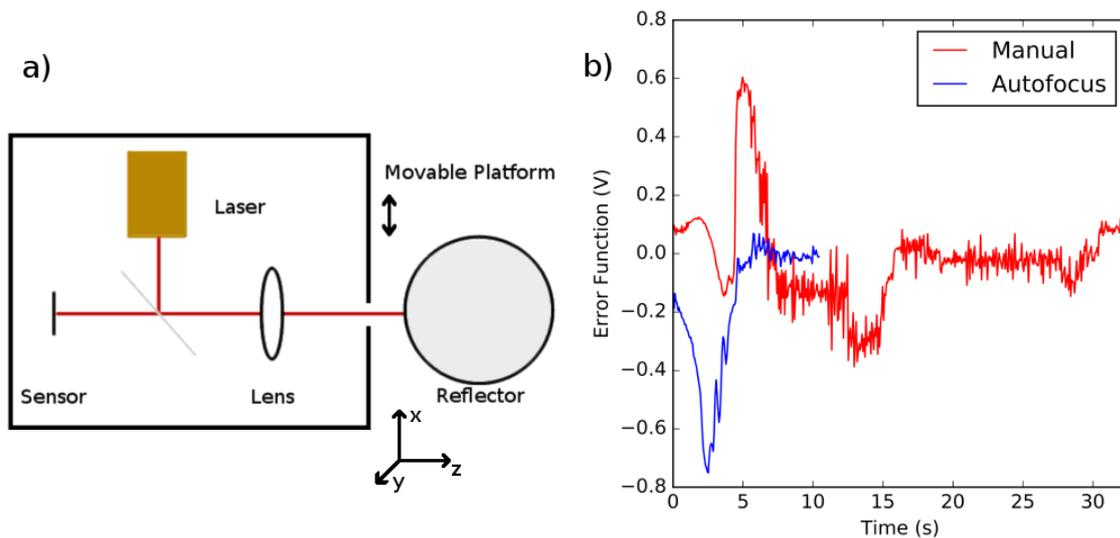 a)
Laser
Movable Platform
Sensor
Lens
Reflector
x
z
y
b)
Manual
Autofocus
Error Function (V)
0.8
0.6
0.4
0.2
0.0
−0.2
−0.4
−0.6
−0.8
0 5 10 15 20 25 30
Time (s)